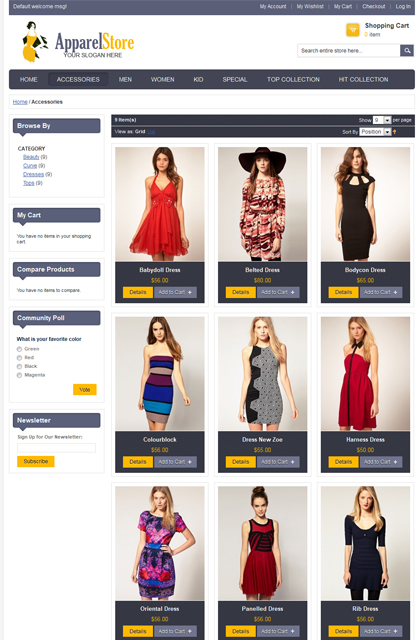 Default welcome msg!
My Account | My Wishlist | My Cart | Checkout | Log In
ApparelStore
YOUR SLOGAN HERE
Shopping Cart
0 item
Search entire store here...
HOME ACCESSORIES MEN WOMEN KID SPECIAL TOP COLLECTION HIT COLLECTION
Home / Accessories
Browse By
CATEGORY
Beauty (9)
Curve (9)
Dresses (9)
Tops (9)
My Cart
You have no items in your shopping
cart.
Compare Products
You have no items to compare.
Community Poll
What is your favorite color
Green
Red
Black
Magenta
Vote
Newsletter
Sign Up for Our Newsletter:
Subscribe
9 Item(s) Show 9 per page
View as: Grid Sort By Position
Babydoll Dress Belted Dress Bodycon Dress
$56.00 $80.00 $65.00
Details Add to Cart + Details Add to Cart + Details Add to Cart +
Colourblock Dress New Zoe Harness Dress
$56.00 $55.00 $56.00
Details Add to Cart + Details Add to Cart + Details Add to Cart +
Oriental Dress Panelled Dress Rib Dress
$56.00 $56.00 $56.00
Details Add to Cart + Details Add to Cart + Details Add to Cart +